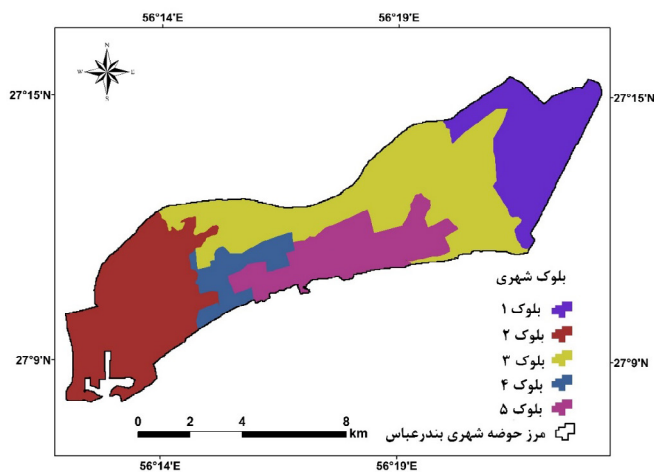 56°14'E 56°19'E
N
W E
S
27°15'N 27°15'N
بلوک شهری
بلوک ۱
بلوک ۲
بلوک ۳
27°9'N 27°9'N
بلوک ۴
بلوک ۵
مرز حوضه شهری بندرعباس
0 2 4 8
km
56°14'E 56°19'E